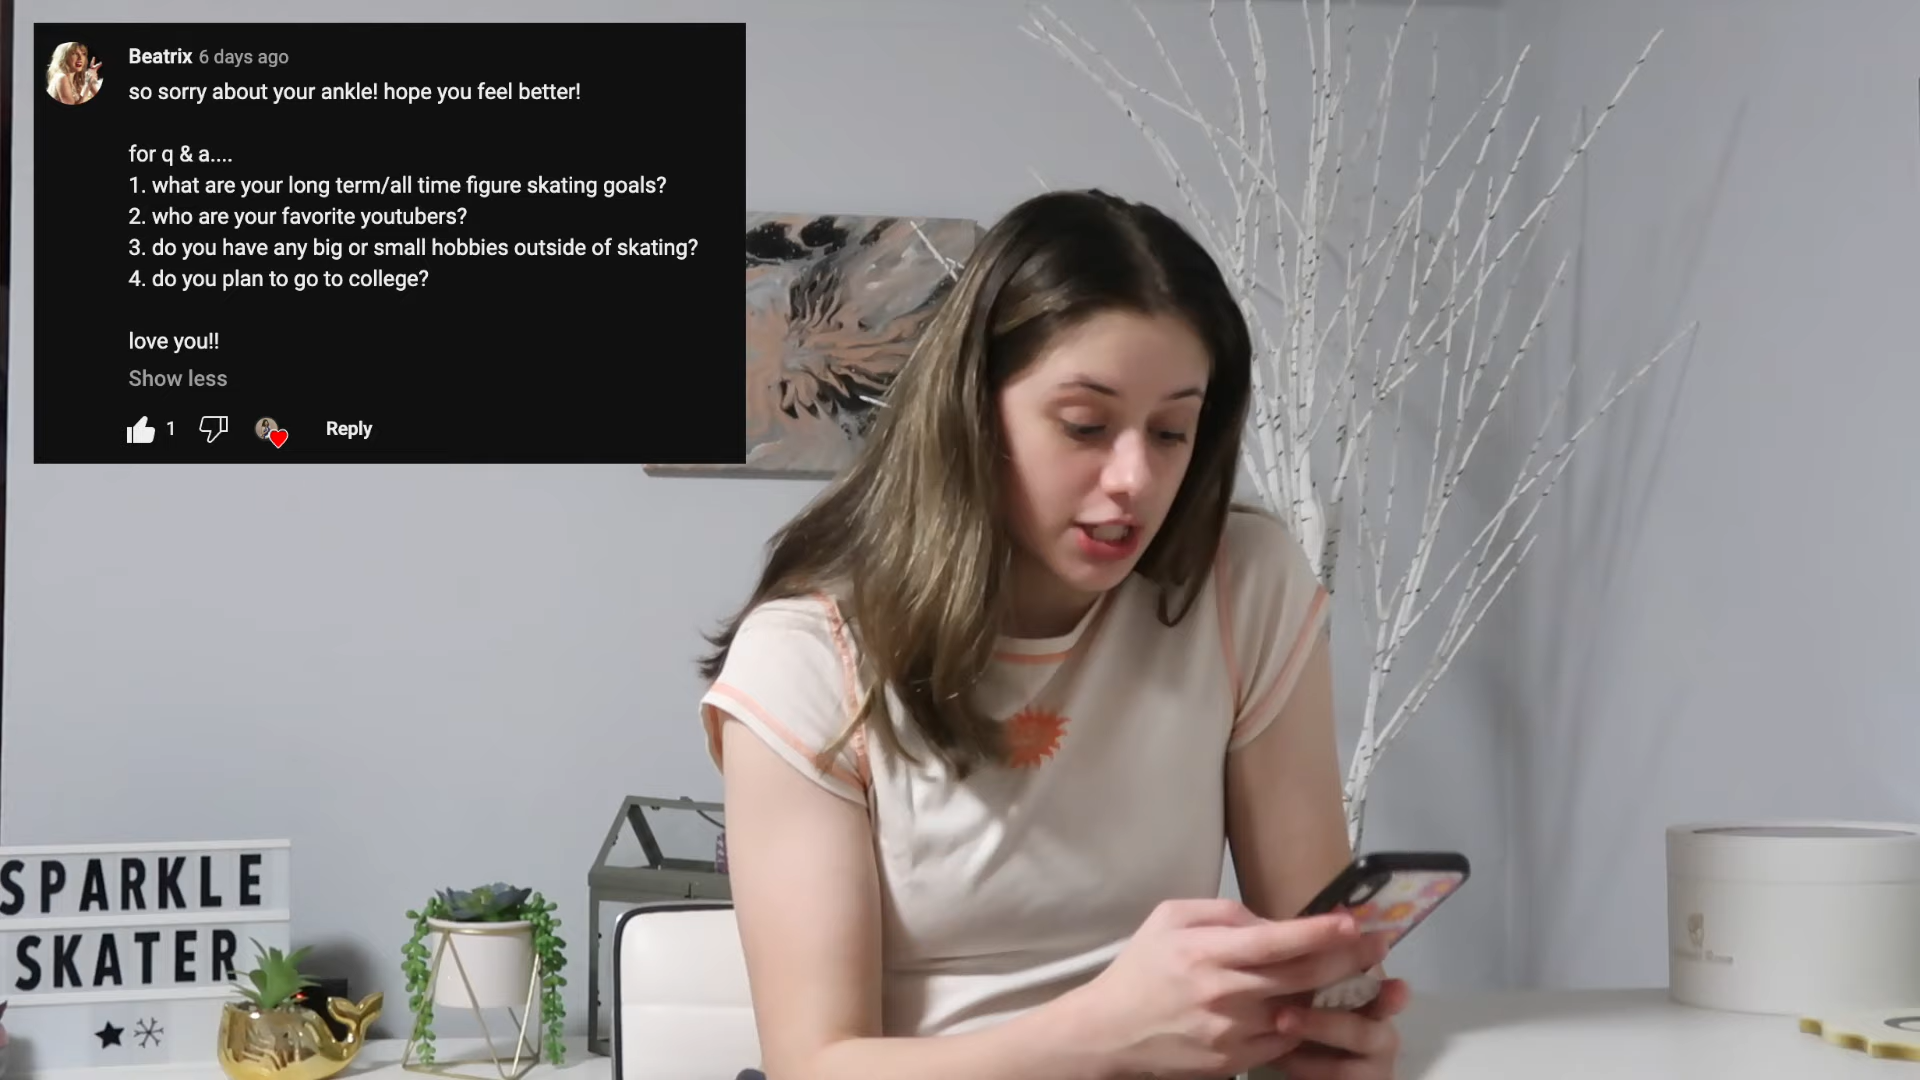 Beatrix 6 days ago
so sorry about your ankle! hope you feel better!
for q & a....
1. what are your long term/all time figure skating goals?
2. who are your favorite youtubers?
3. do you have any big or small hobbies outside of skating?
4. do you plan to go to college?
love you!!
Show less
1
Reply
SPARKLE
SKATER